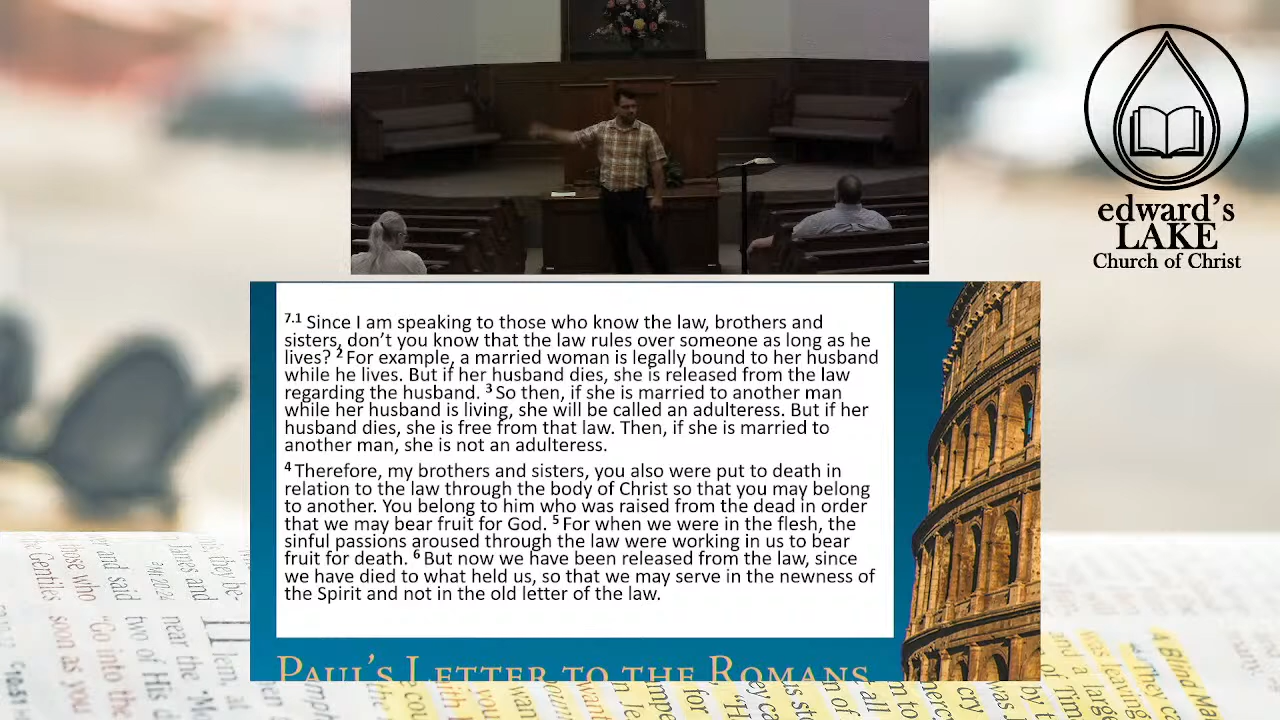 edward's
LAKE
Church of Christ
7.1 Since I am speaking to those who know the law, brothers and
sisters, don't you know that the law rules over someone as long as he
lives? 2 For example, a married woman is legally bound to her husband
while he lives. But if her husband dies, she is released from the law
regarding the husband. 3 So then, if she is married to another man
while her husband is living, she will be called an adulteress. But if her
husband dies, she is free from that law. Then, if she is married to
another man, she is not an adulteress.
4 Therefore, my brothers and sisters, you also were put to death in
relation to the law through the body of Christ so that you may belong
to another. You belong to him who was raised from the dead in order
that we may bear fruit for God. 5 For when we were in the flesh, the
sinful passions aroused through the law were working in us to bear
fruit for death. 6 But now we have been released from the law, since
we have died to what held us, so that we may serve in the newness of
the Spirit and not in the old letter of the law.
PAUL'S LETTER TO THE ROMANS